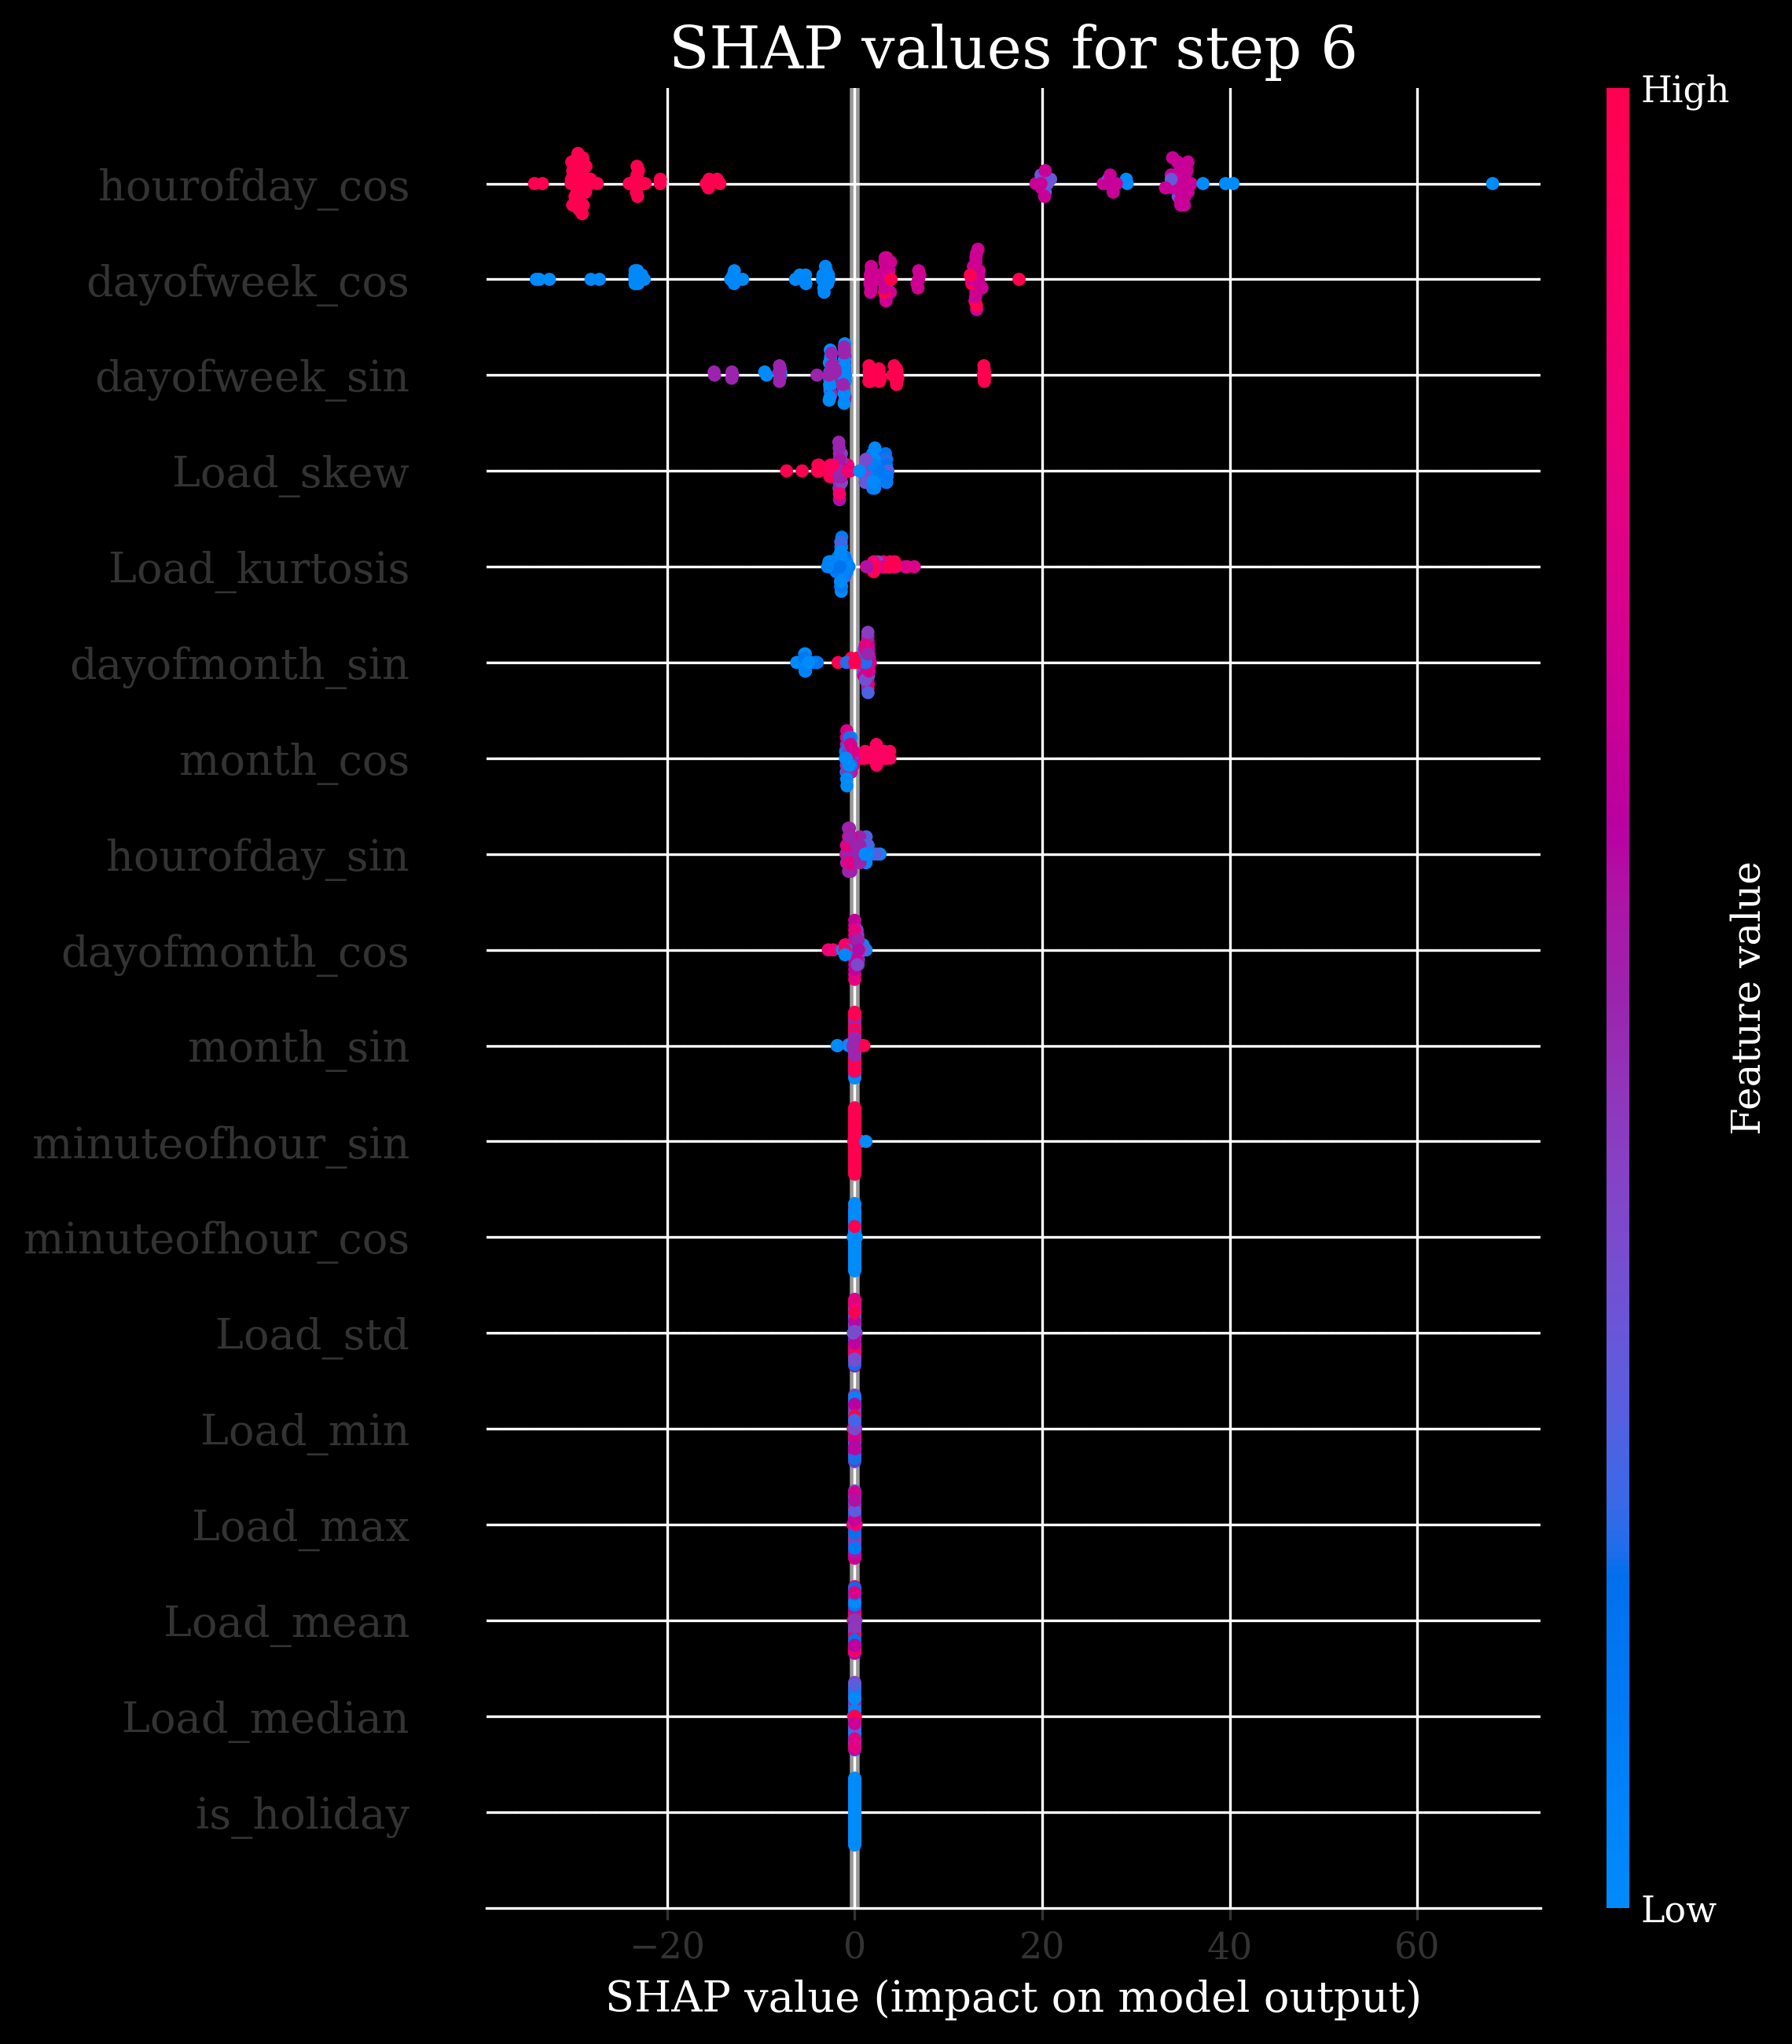 SHAP values for step 6
High
hourofday_cos
dayofweek_cos
dayofweek_sin
Load_skew
Load_kurtosis
dayofmonth_sin
month_cos
hourofday_sin
dayofmonth_cos
month_sin
minuteofhour_sin
minuteofhour_cos
Load_std
Load_min
Load_max
Load_mean
Load_median
is_holiday
Feature value
Low
−20 0 20 40 60
SHAP value (impact on model output)